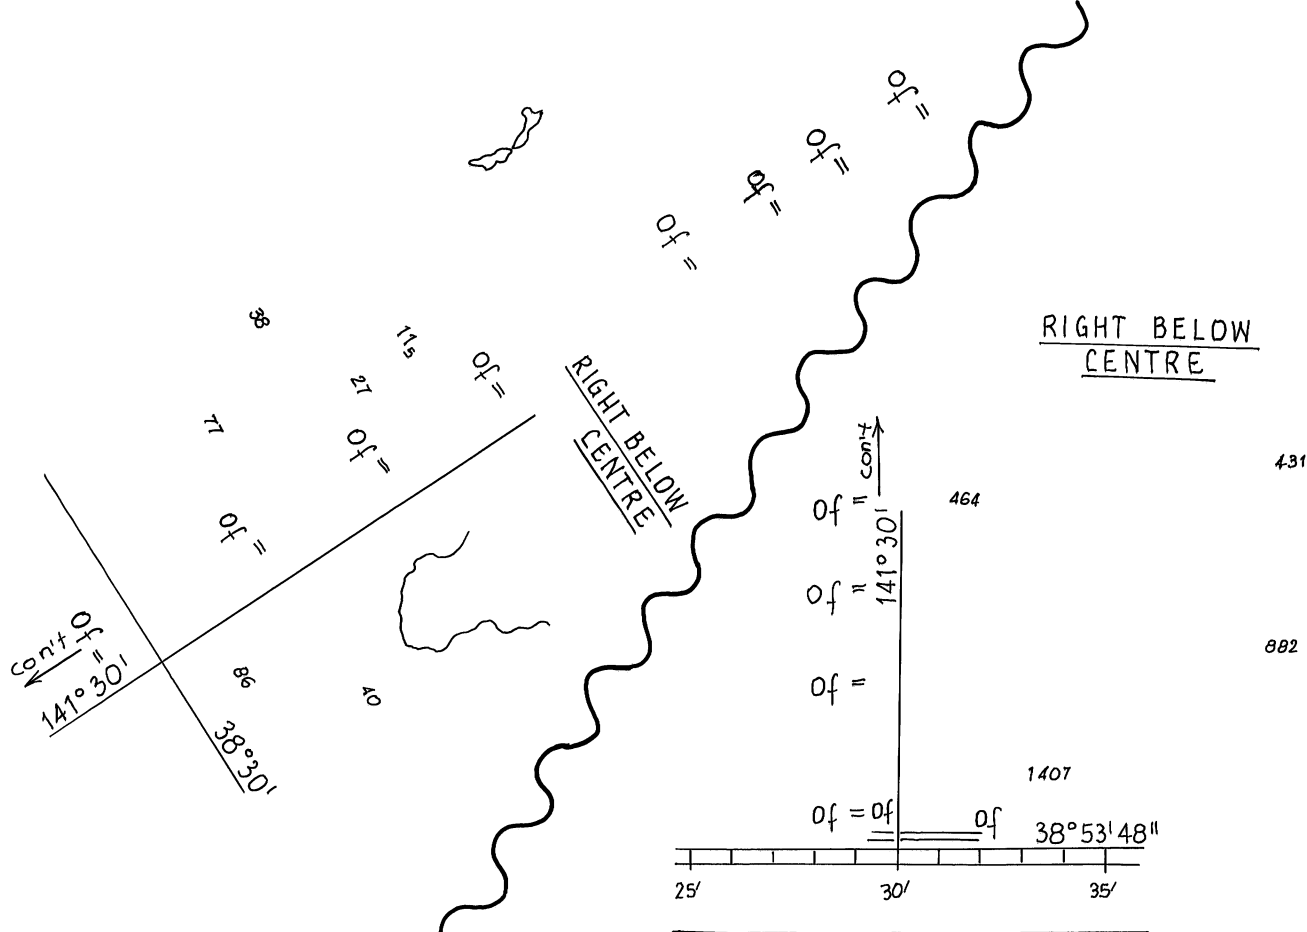 Of =
Of =
Of =
Of =
38
11₅
27
Of =
77
Of =
Of =
RIGHT BELOW
CENTRE
con't
Of =
141° 30'
86
40
38°30'
RIGHT BELOW
CENTRE
con't
431
464
Of =
141° 30'
Of =
882
Of =
1407
Of = Of
Of
38° 53' 48"
25' 30' 35'